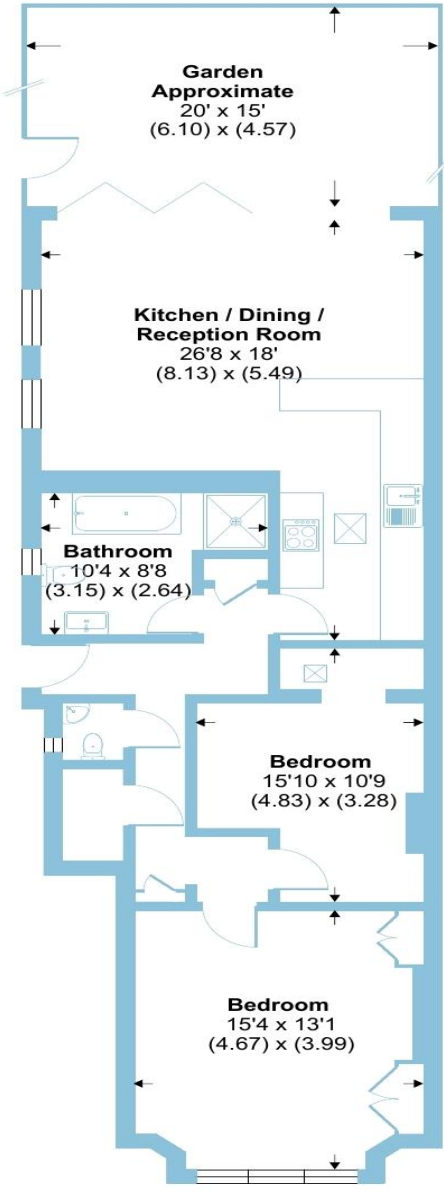 Garden
Approximate
20' x 15'
(6.10) x (4.57)
Kitchen / Dining /
Reception Room
26'8 x 18'
(8.13) x (5.49)
Bathroom
10'4 x 8'8
(3.15) x (2.64)
Bedroom
15'10 x 10'9
(4.83) x (3.28)
Bedroom
15'4 x 13'1
(4.67) x (3.99)